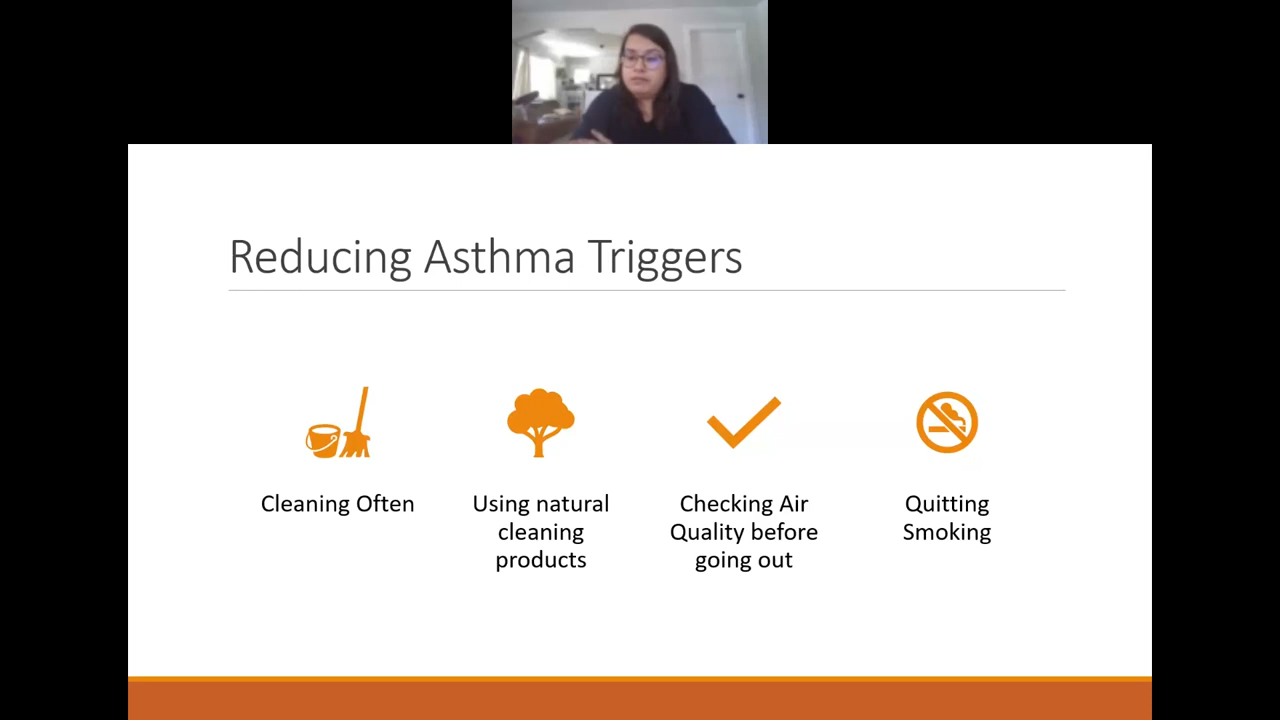 Reducing Asthma Triggers
Cleaning Often
Using natural
cleaning
products
Checking Air
Quality before
going out
Quitting
Smoking